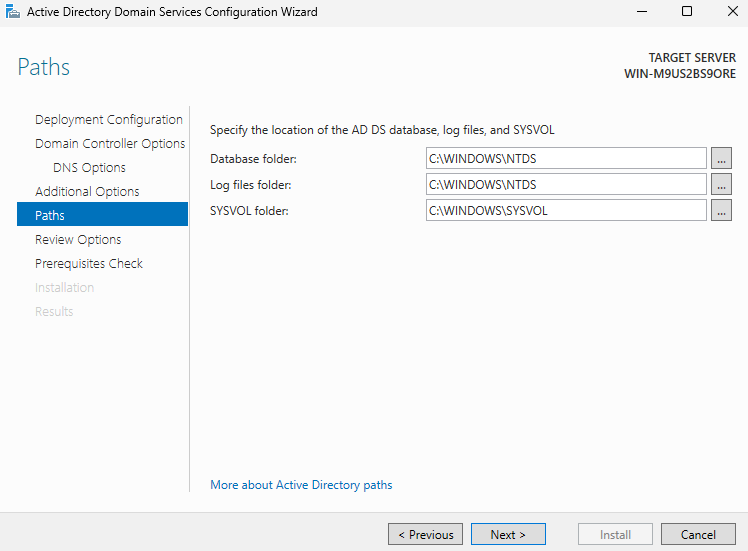 Active Directory Domain Services Configuration Wizard
Paths
TARGET SERVER
WIN-M9US2BS9ORE
Deployment Configuration
Domain Controller Options
DNS Options
Additional Options
Paths
Review Options
Prerequisites Check
Installation
Results
Specify the location of the AD DS database, log files, and SYSVOL
Database folder: C:\WINDOWS\NTDS ...
Log files folder: C:\WINDOWS\NTDS ...
SYSVOL folder: C:\WINDOWS\SYSVOL ...
More about Active Directory paths
< Previous Next > Install Cancel